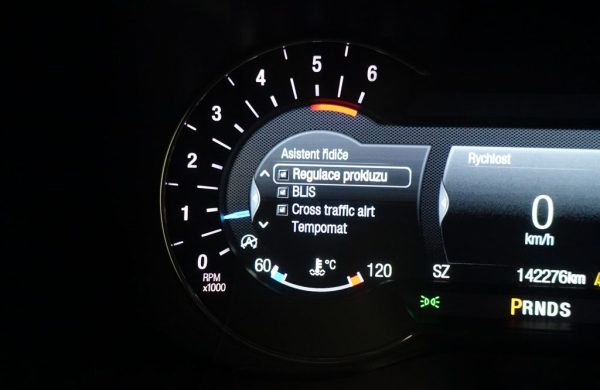 6
5
4
3
2
1
0
RPM
x1000
Asistent řidiče
Regulace prokluzu
BLIS
Cross traffic alrt
Tempomat
60 °C 120
Rychlost
0
km/h
SZ 142276km
PRNDS